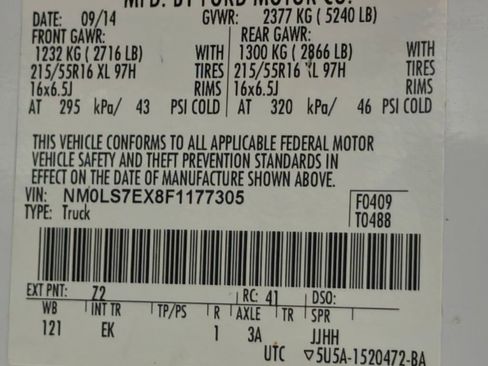 MFD. BY FORD MOTOR CO.
DATE: 09/14 GVWR: 2377 KG (5240 LB)
FRONT GAWR: REAR GAWR:
1232 KG (2716 LB) WITH 1300 KG (2866 LB) WITH
215/55R16 XL 97H TIRES 215/55R16 XL 97H TIRES
16x6.5J RIMS 16x6.5J RIMS
AT 295 kPa/ 43 PSI COLD AT 320 kPa/ 46 PSI COLD
THIS VEHICLE CONFORMS TO ALL APPLICABLE FEDERAL MOTOR
VEHICLE SAFETY AND THEFT PREVENTION STANDARDS IN
EFFECT ON THE DATE OF MANUFACTURE SHOWN ABOVE.
VIN: NM0LS7EX8F1177305 F0409
TYPE: Truck T0488
EXT PNT: 72 RC: 41 DSO:
WB INT TR TP/PS R AXLE TR SPR
121 EK 1 3A JJHH
UTC ▽5U5A-1520472-BA